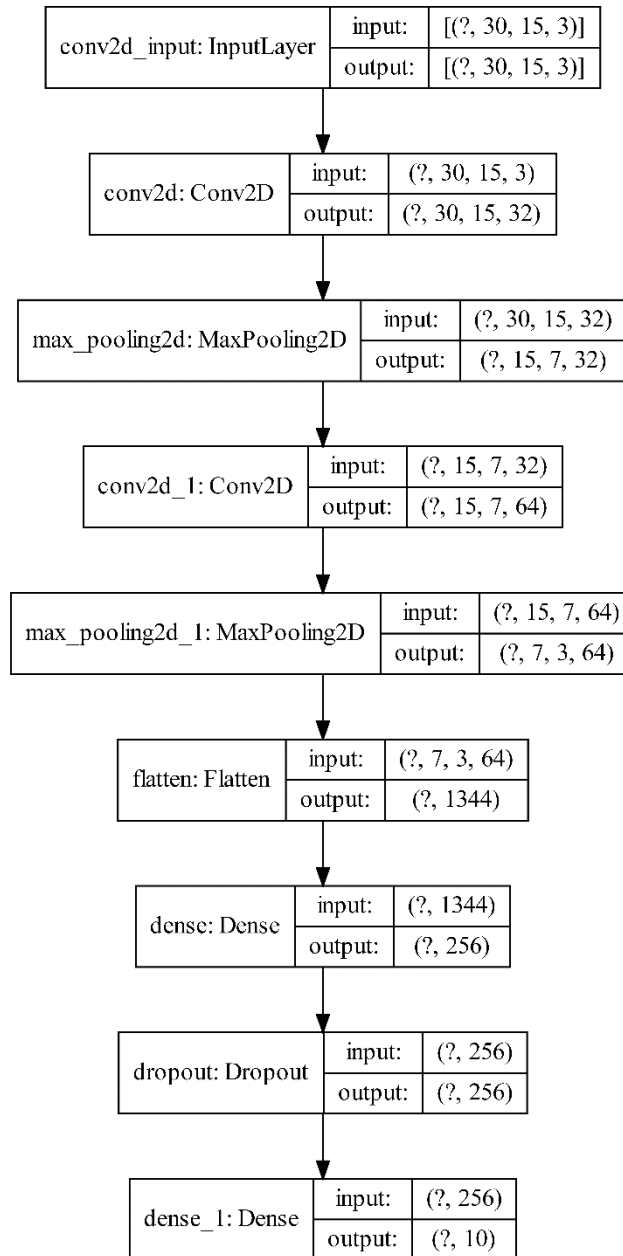 conv2d_input: InputLayer
input: [(?, 30, 15, 3)]
output: [(?, 30, 15, 3)]
conv2d: Conv2D
input: (?, 30, 15, 3)
output: (?, 30, 15, 32)
max_pooling2d: MaxPooling2D
input: (?, 30, 15, 32)
output: (?, 15, 7, 32)
conv2d_1: Conv2D
input: (?, 15, 7, 32)
output: (?, 15, 7, 64)
max_pooling2d_1: MaxPooling2D
input: (?, 15, 7, 64)
output: (?, 7, 3, 64)
flatten: Flatten
input: (?, 7, 3, 64)
output: (?, 1344)
dense: Dense
input: (?, 1344)
output: (?, 256)
dropout: Dropout
input: (?, 256)
output: (?, 256)
dense_1: Dense
input: (?, 256)
output: (?, 10)